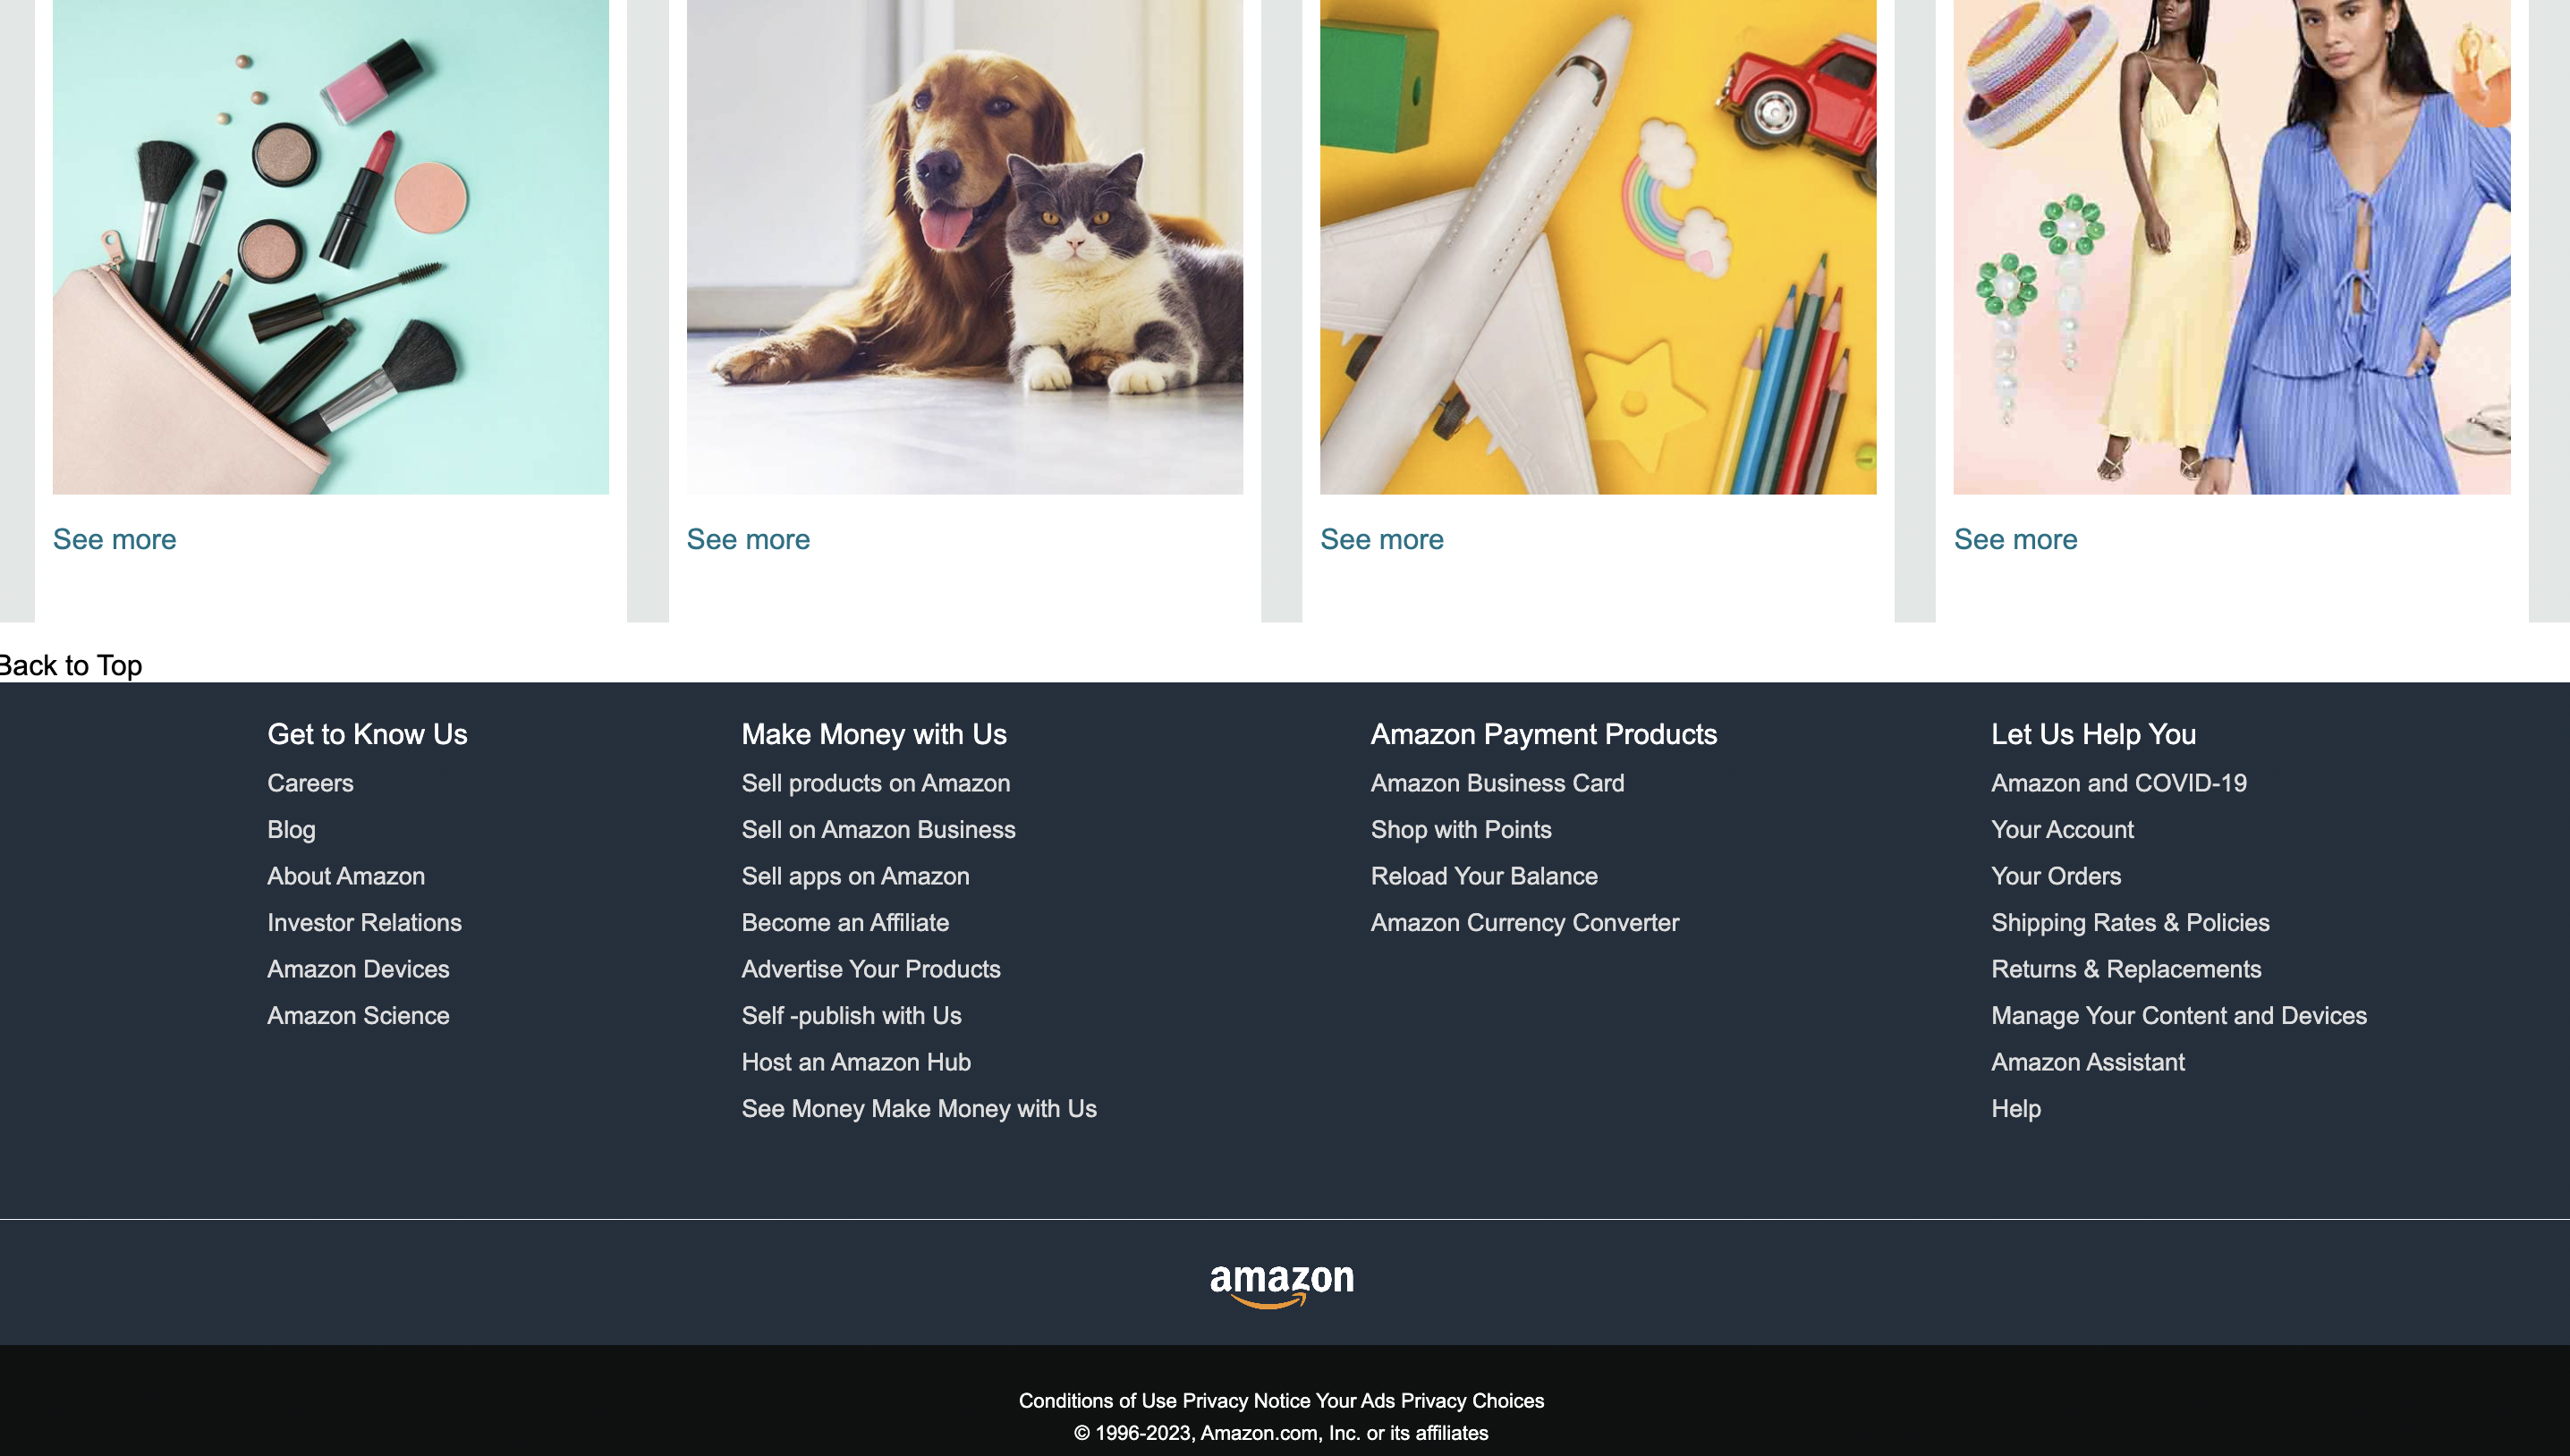 See more
See more
See more
See more
Back to Top
Get to Know Us
Careers
Blog
About Amazon
Investor Relations
Amazon Devices
Amazon Science
Make Money with Us
Sell products on Amazon
Sell on Amazon Business
Sell apps on Amazon
Become an Affiliate
Advertise Your Products
Self -publish with Us
Host an Amazon Hub
See Money Make Money with Us
Amazon Payment Products
Amazon Business Card
Shop with Points
Reload Your Balance
Amazon Currency Converter
Let Us Help You
Amazon and COVID-19
Your Account
Your Orders
Shipping Rates & Policies
Returns & Replacements
Manage Your Content and Devices
Amazon Assistant
Help
amazon
Conditions of Use Privacy Notice Your Ads Privacy Choices
© 1996-2023, Amazon.com, Inc. or its affiliates